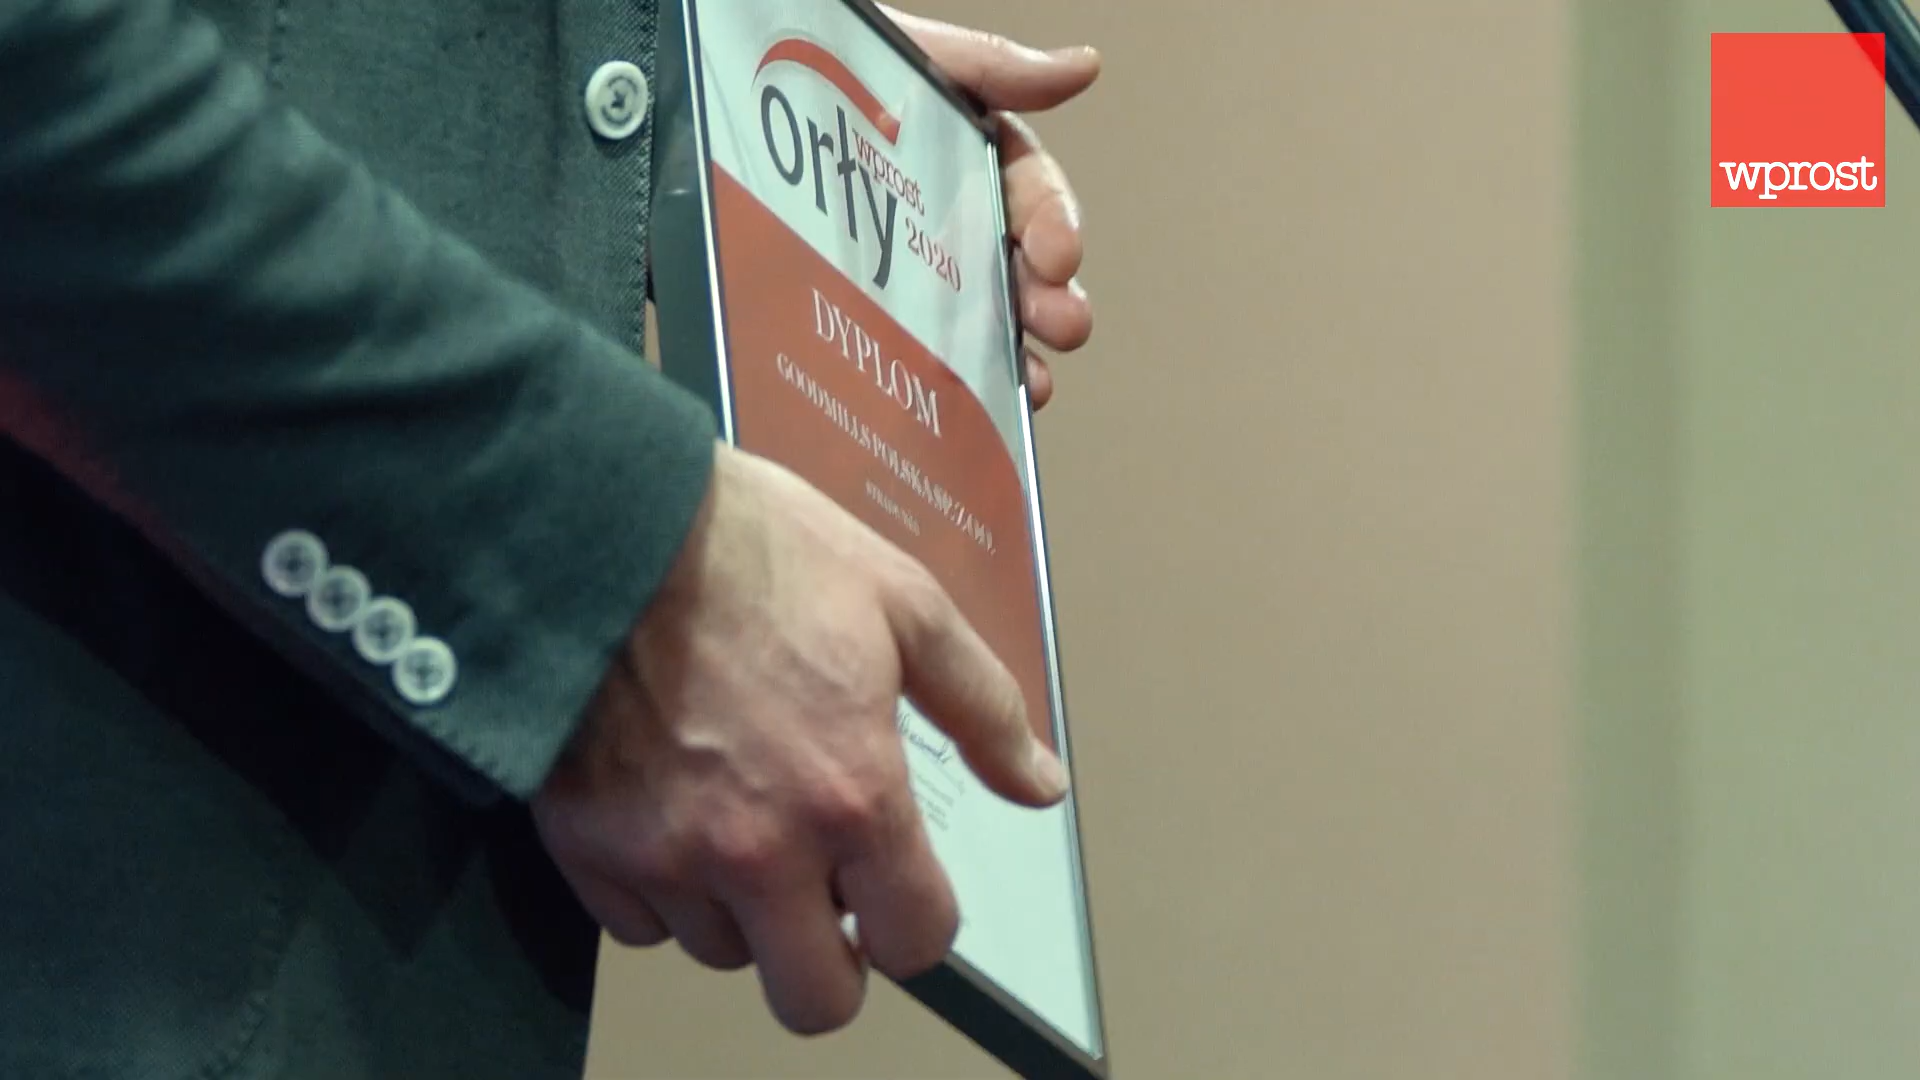 orły
wprost
2020
DYPLOM
GOODMILLS POLSKA SP. Z O.O.
wprost